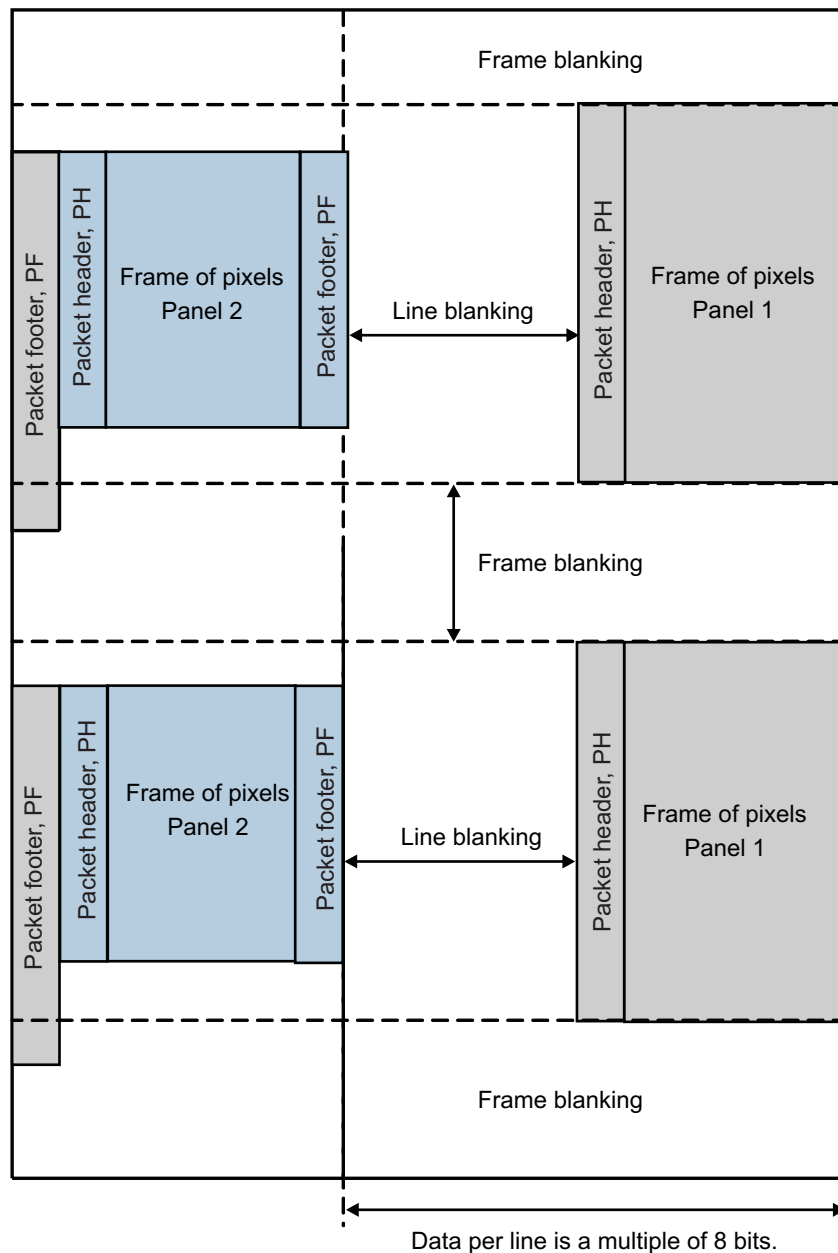 Frame blanking
Packet footer, PF
Packet header, PH
Frame of pixels
Panel 2
Packet footer, PF
Line blanking
Packet header, PH
Frame of pixels
Panel 1
Frame blanking
Packet footer, PF
Packet header, PH
Frame of pixels
Panel 2
Packet footer, PF
Line blanking
Packet header, PH
Frame of pixels
Panel 1
Frame blanking
Data per line is a multiple of 8 bits.